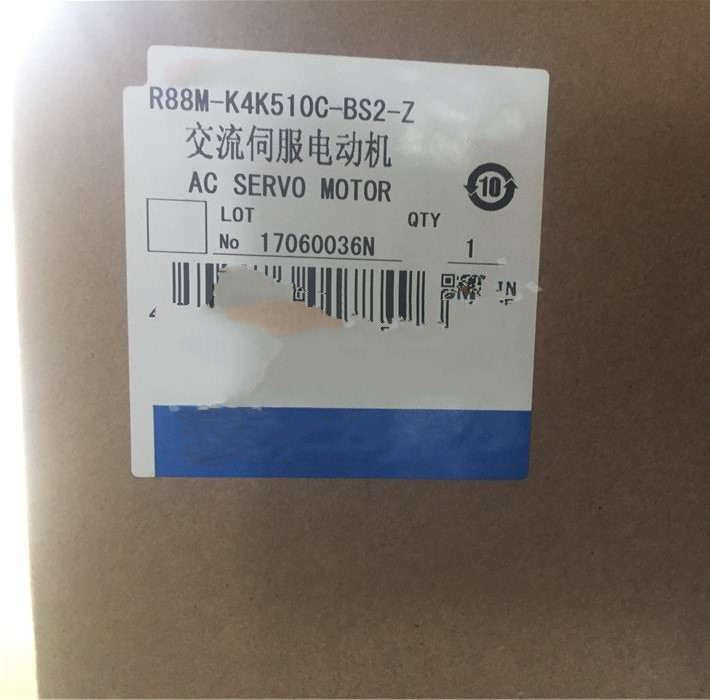 R88M-K4K510C-BS2-Z
交流伺服电动机
AC SERVO MOTOR
10
LOT
QTY
No 17060036N
1